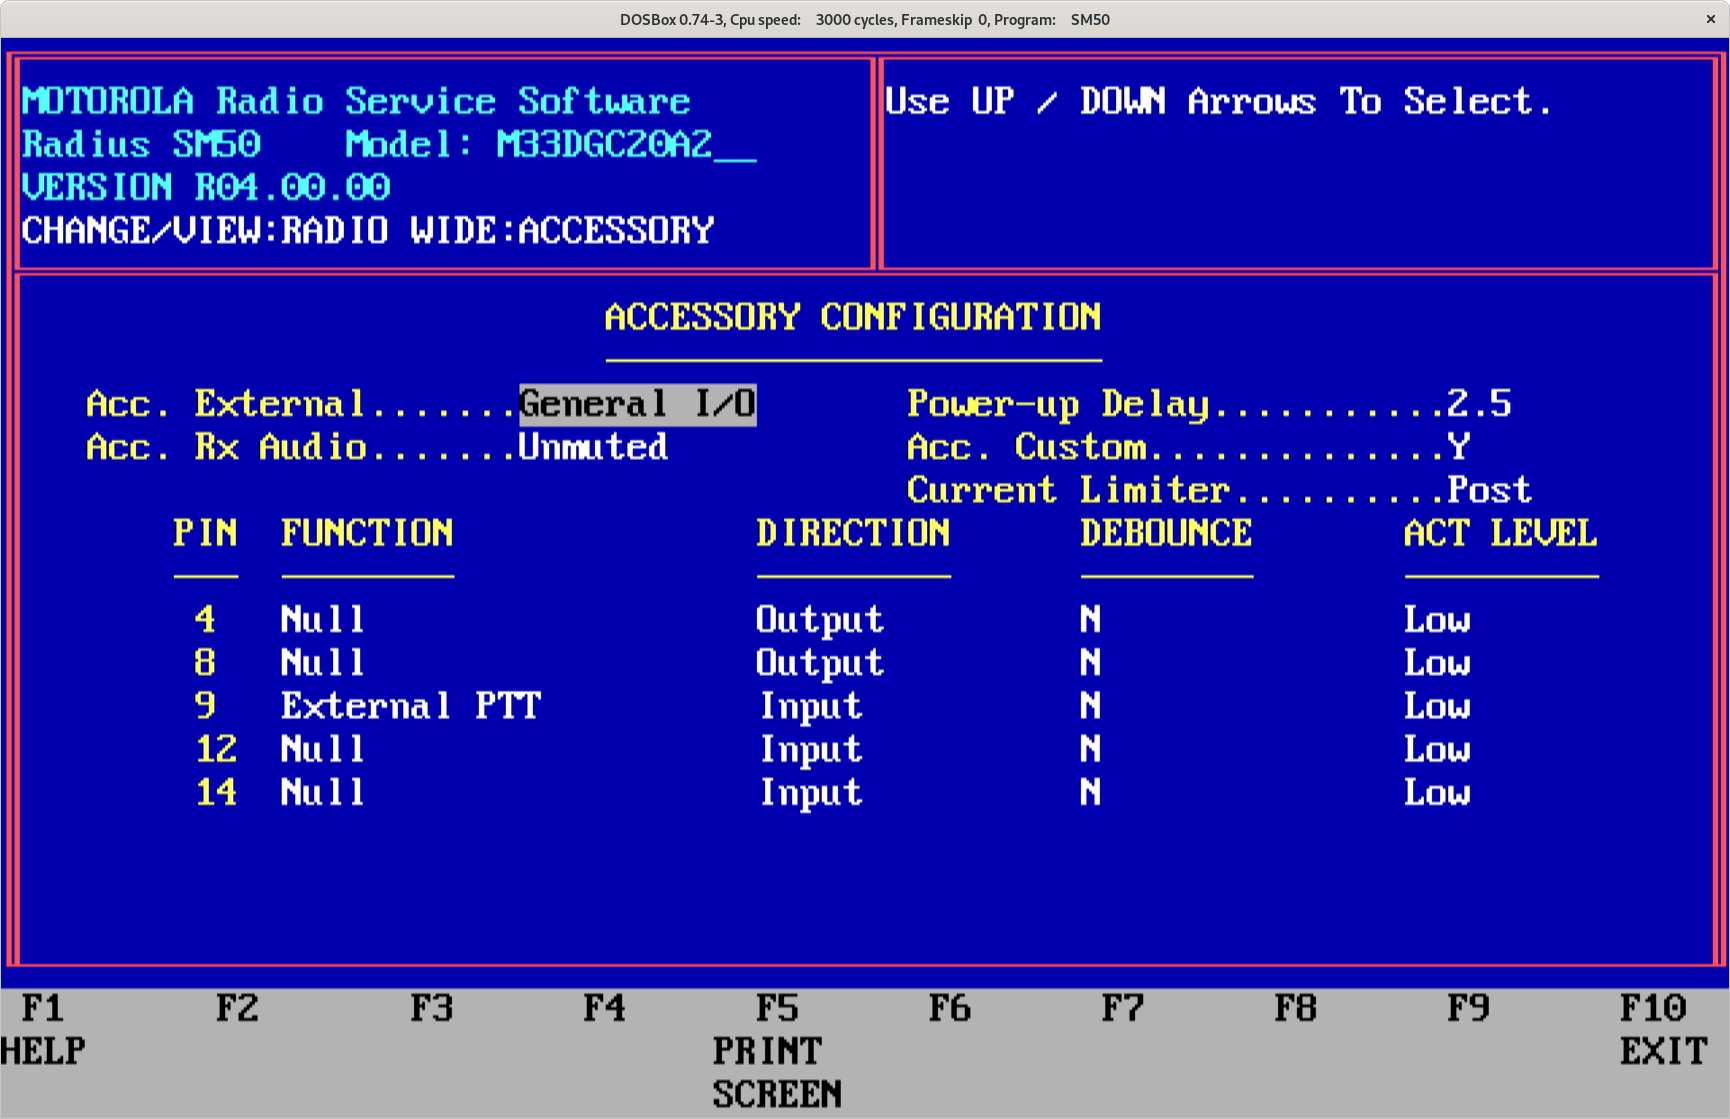 DOSBox 0.74-3, Cpu speed: 3000 cycles, Frameskip 0, Program: SM50
×
MOTOROLA Radio Service Software
Radius SM50 Model: M33DGC20A2__
VERSION R04.00.00
CHANGE/VIEW:RADIO WIDE:ACCESSORY
Use UP / DOWN Arrows To Select.
ACCESSORY CONFIGURATION
Acc. External.......General I/O Power-up Delay...........2.5
Acc. Rx Audio.......Unmuted Acc. Custom..............Y
Current Limiter..........Post
PIN FUNCTION DIRECTION DEBOUNCE ACT LEVEL
4 Null Output N Low
8 Null Output N Low
9 External PTT Input N Low
12 Null Input N Low
14 Null Input N Low
F1 F2 F3 F4 F5 F6 F7 F8 F9 F10
HELP PRINT EXIT
SCREEN